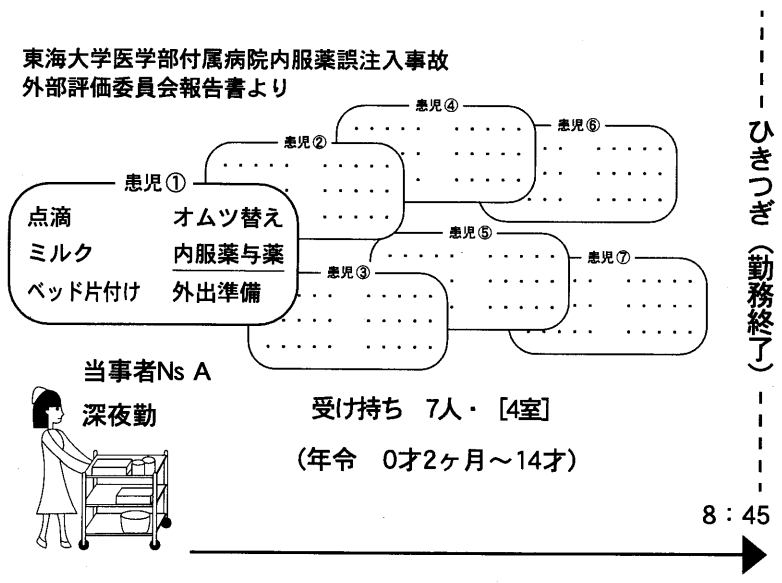 東海大学医学部付属病院内服薬誤注入事故
外部評価委員会報告書より
患児①
点滴 オムツ替え
ミルク 内服薬与薬
ベッド片付け 外出準備
患児②
患児③
患児④
患児⑤
患児⑥
患児⑦
当事者Ns A
深夜勤
受け持ち 7人・[4室]
(年令 0才2ヶ月〜14才)
ひきつぎ(勤務終了)
8:45